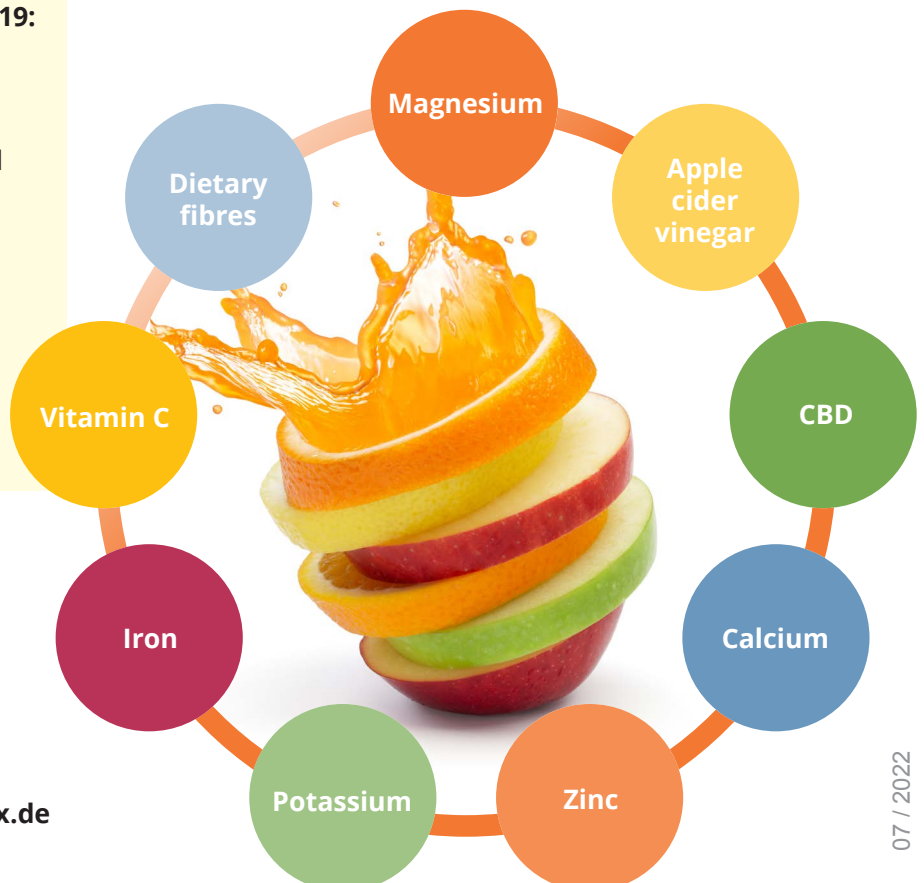 19:
Magnesium
Apple
cider
vinegar
Dietary
fibres
Vitamin C
CBD
Iron
Calcium
Potassium
Zinc
x.de
07 / 2022